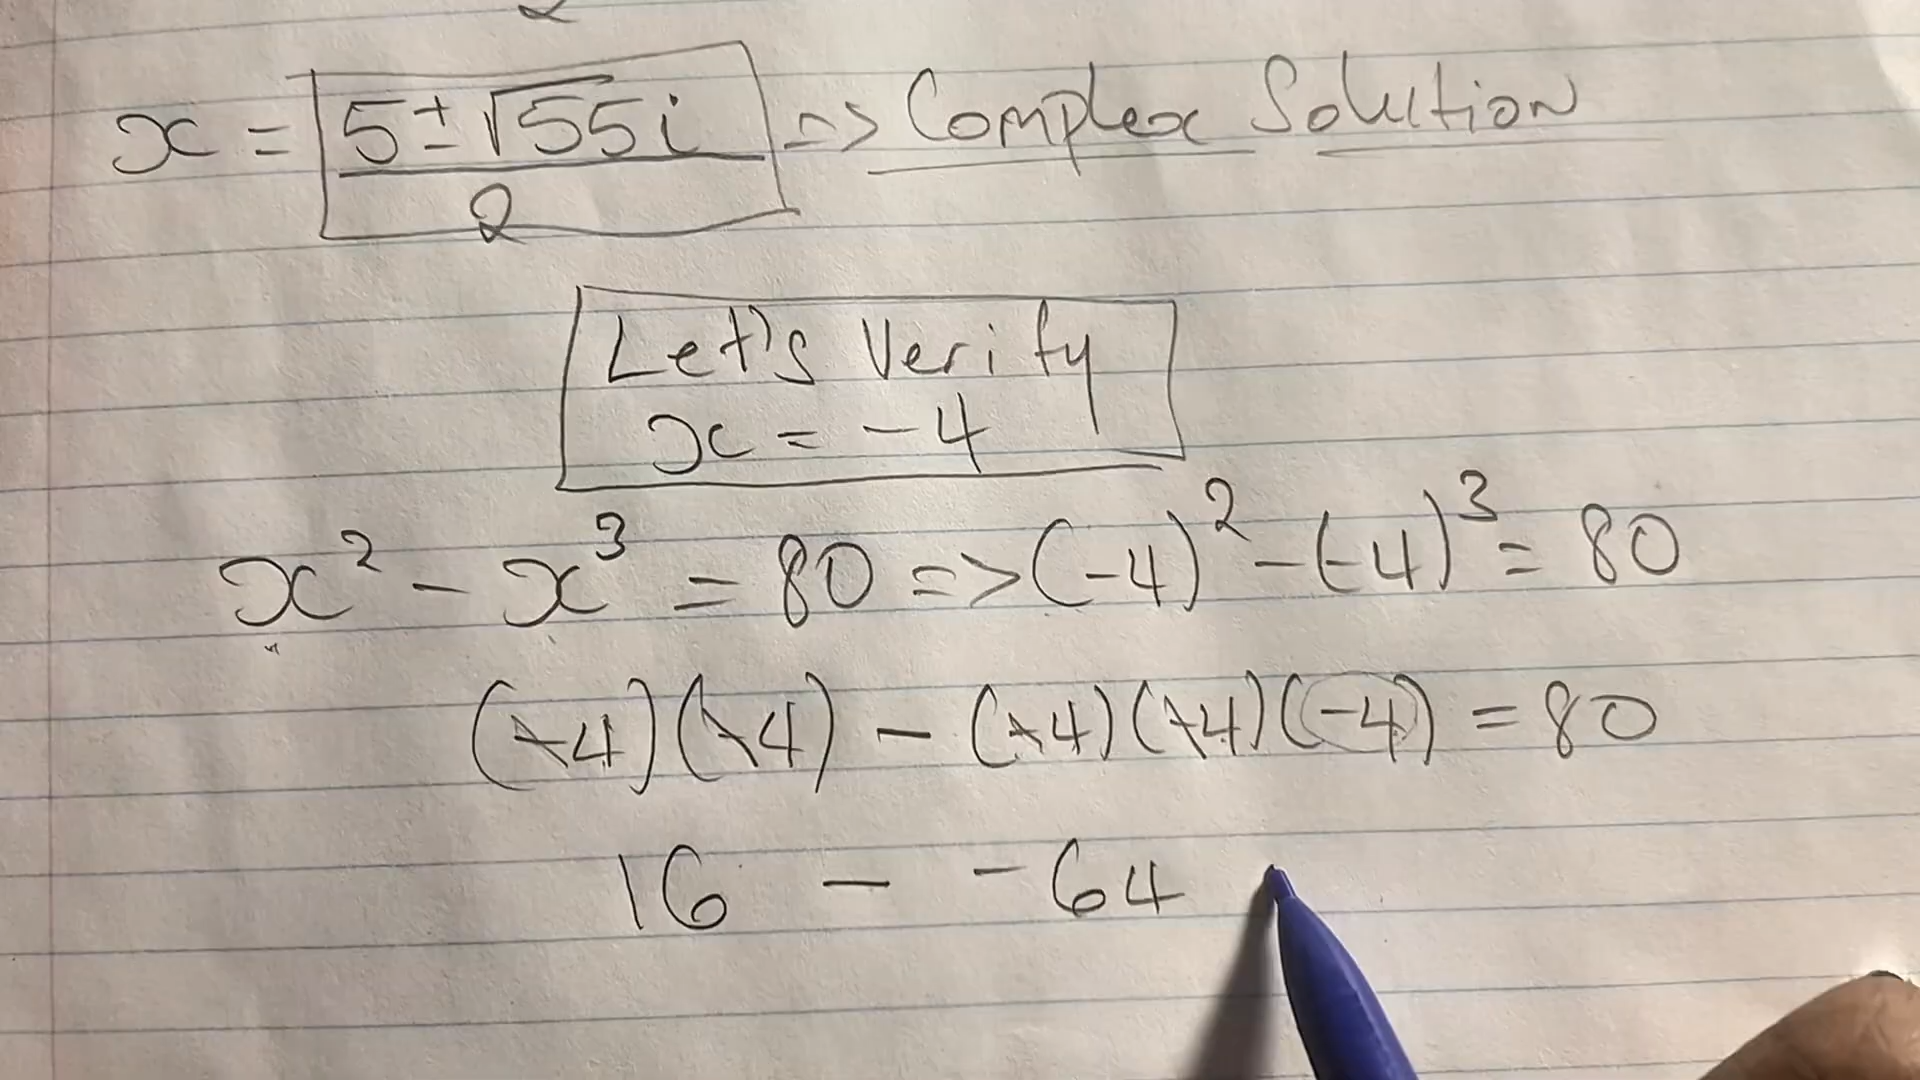 x = 5 ± √55 i / 2 => Complex Solution
Let's Verify
x = -4
x² - x³ = 80 => (-4)² - (-4)³ = 80
(-4)(-4) - (-4)(-4)(-4) = 80
16 - -64